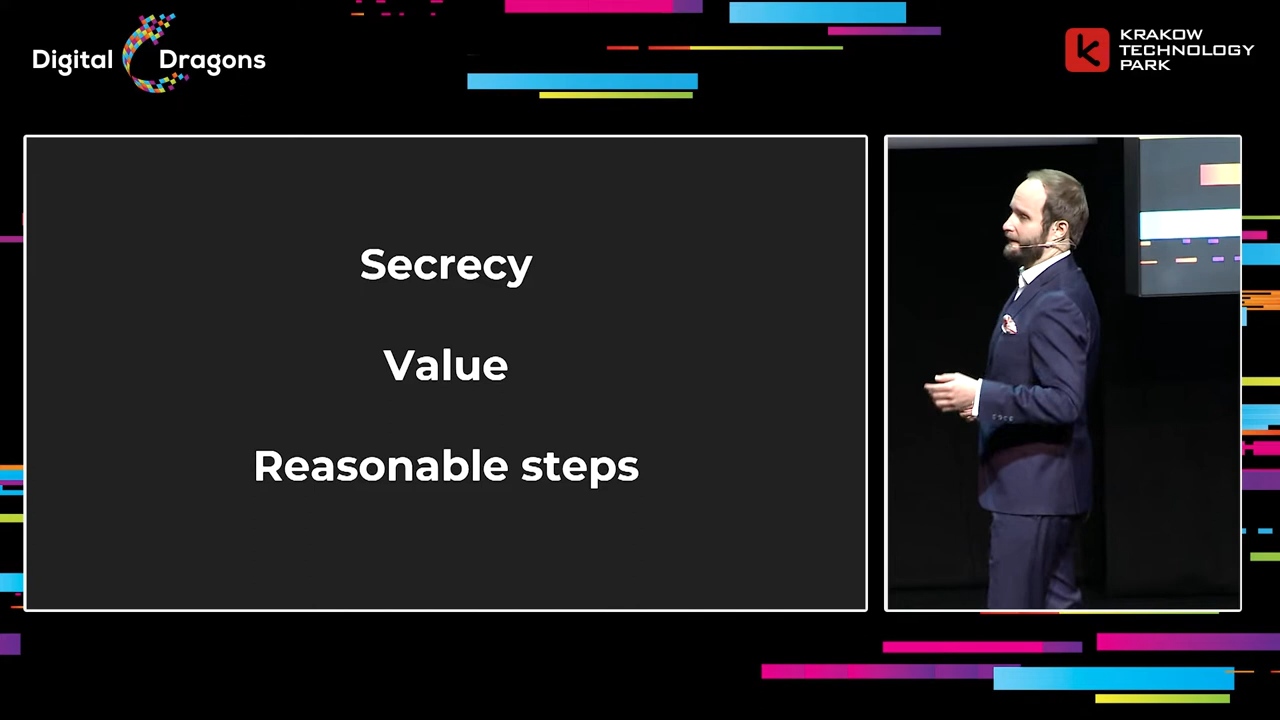 Digital Dragons
KRAKOW
TECHNOLOGY
PARK
Secrecy
Value
Reasonable steps